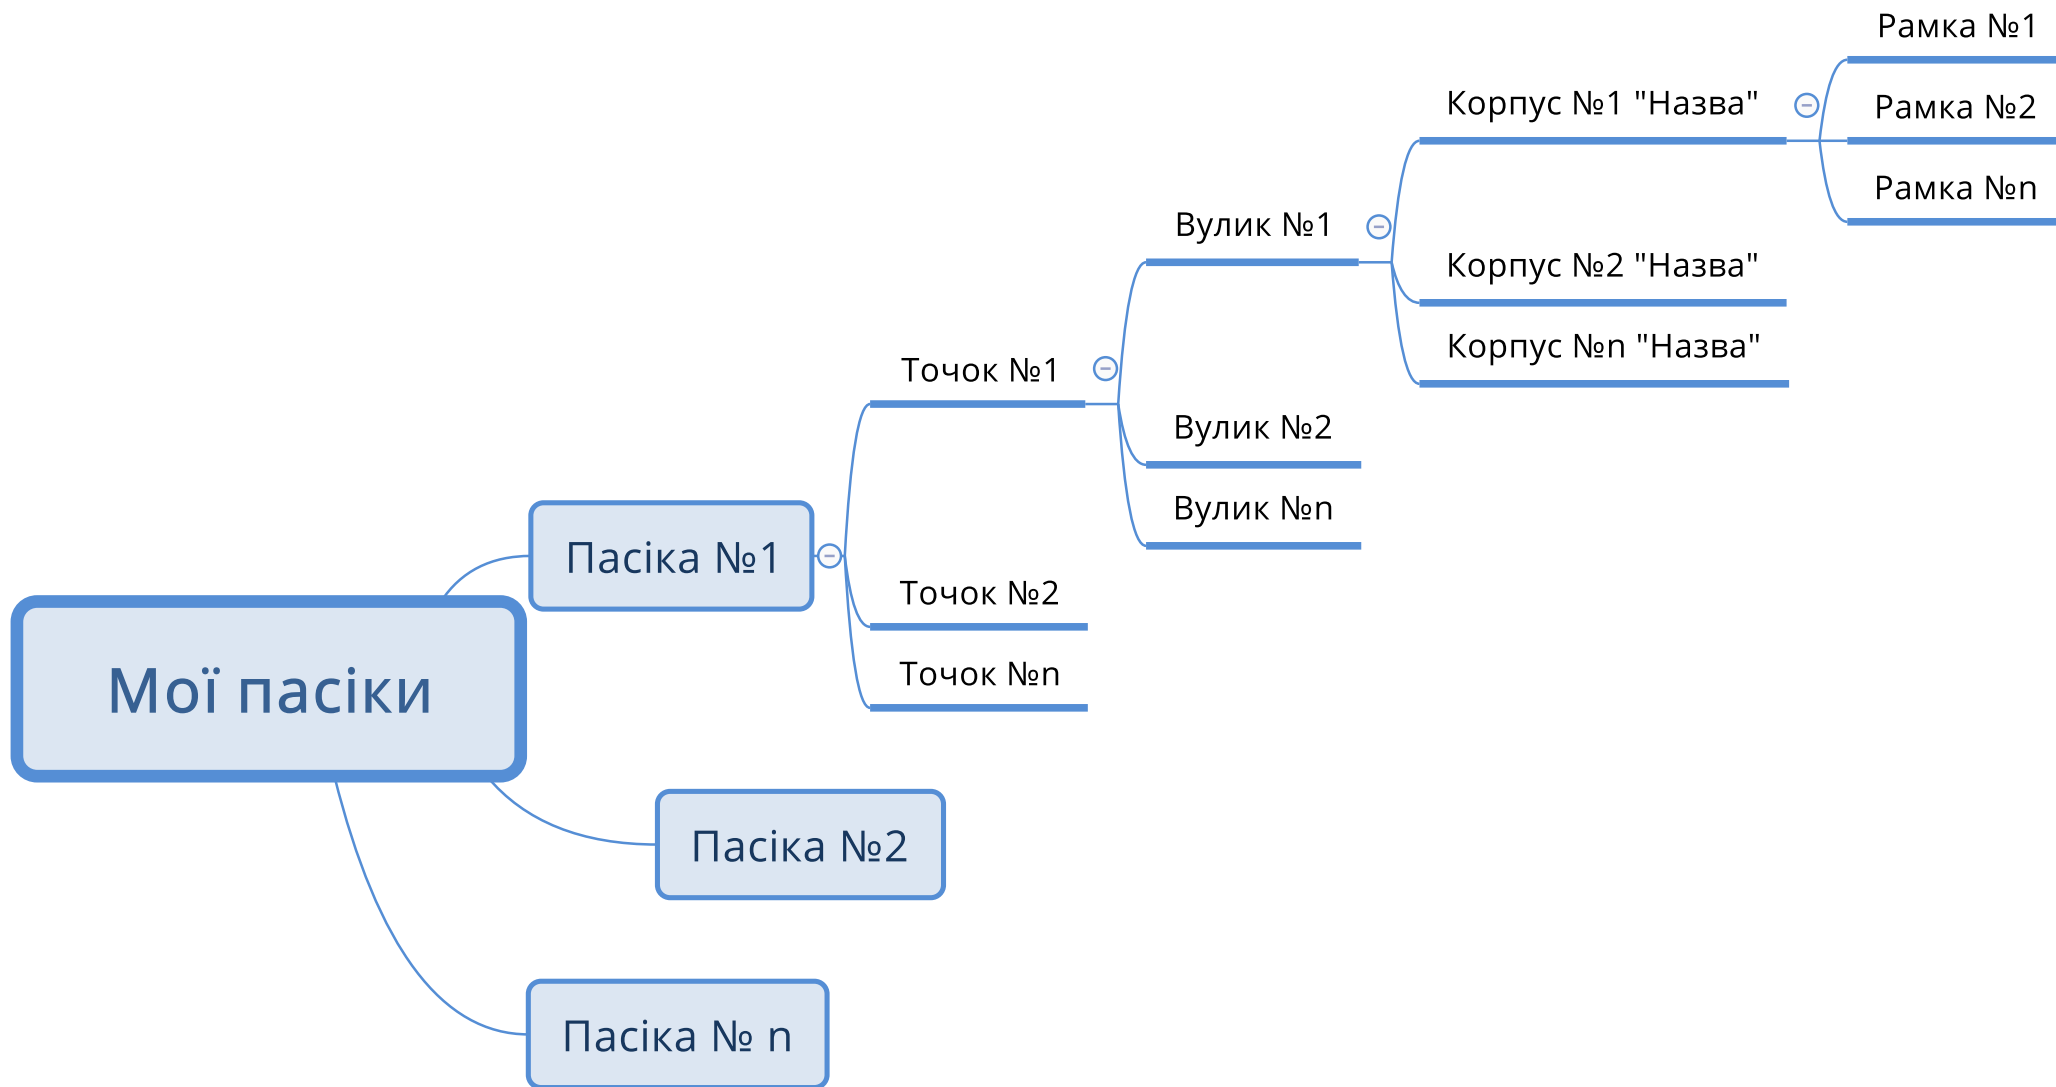 Рамка №1
Корпус №1 "Назва"
Рамка №2
Рамка №n
Вулик №1
Корпус №2 "Назва"
Корпус №n "Назва"
Точок №1
Вулик №2
Вулик №n
Пасіка №1
Точок №2
Точок №n
Мої пасіки
Пасіка №2
Пасіка № n